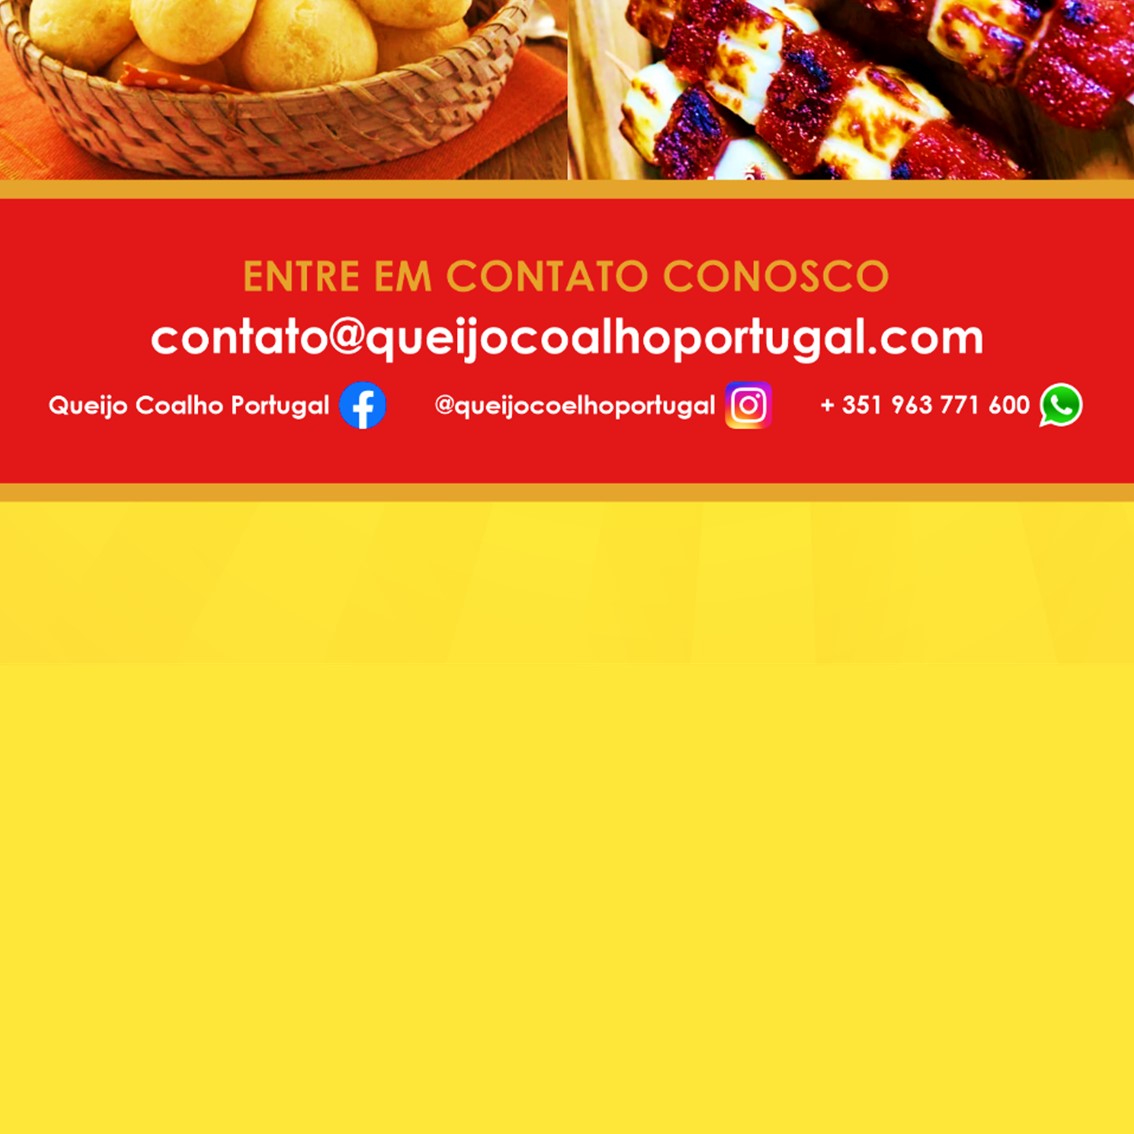 ENTRE EM CONTATO CONOSCO
contato@queijocoalhoportugal.com
Queijo Coalho Portugal @queijocoelhoportugal + 351 963 771 600